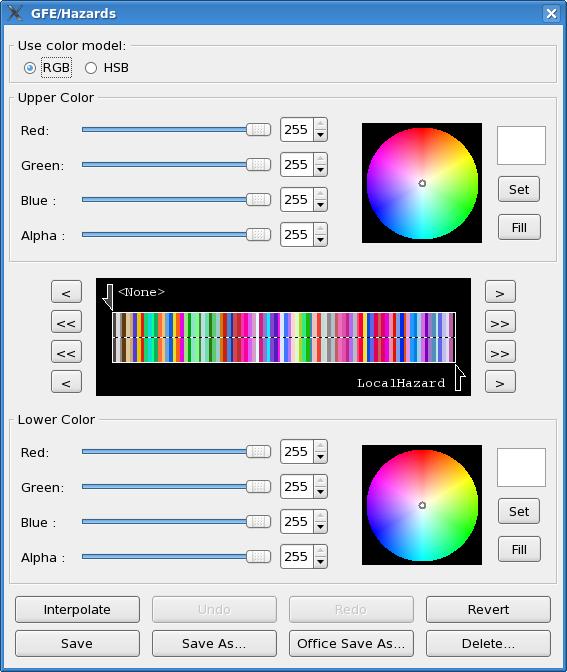 GFE/Hazards
Use color model:
RGB HSB
Upper Color
Red: 255
Green: 255
Blue : 255
Set
Alpha : 255
Fill
< <None> >
<< >>
<< >>
< LocalHazard >
Lower Color
Red: 255
Green: 255
Blue : 255
Set
Alpha : 255
Fill
Interpolate Undo Redo Revert
Save Save As... Office Save As... Delete...